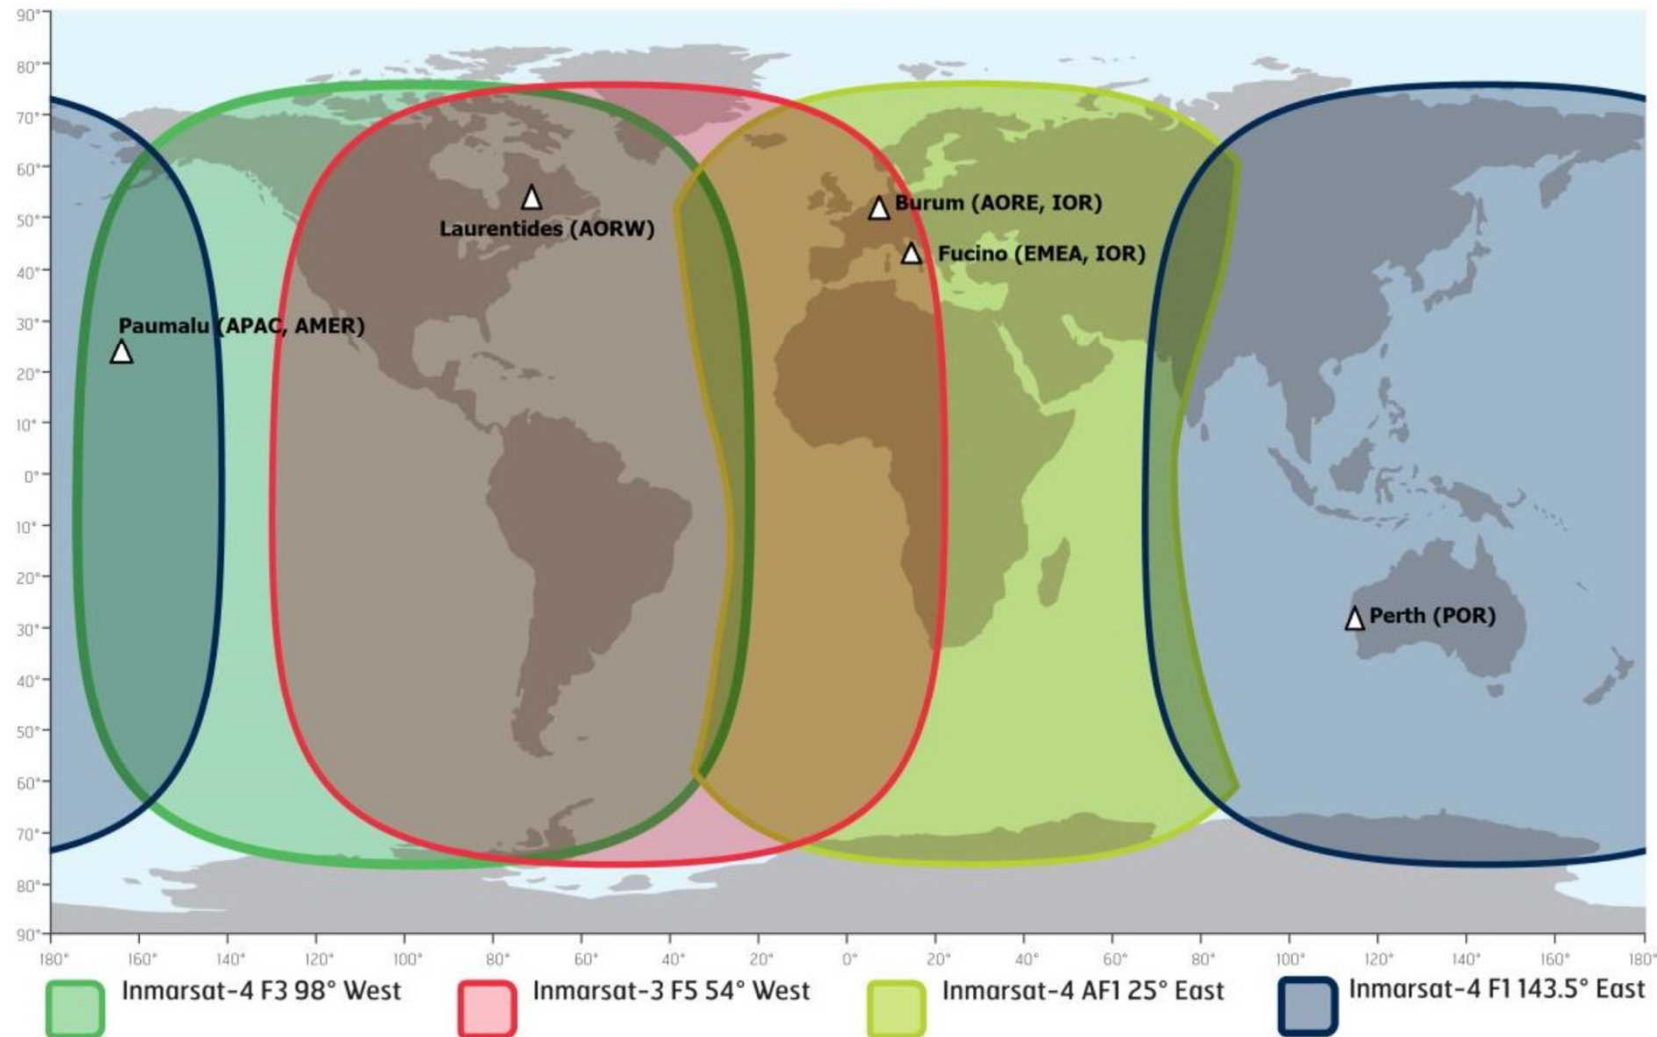 90°
80°
70°
60°
50°
40°
30°
20°
10°
0°
10°
20°
30°
40°
50°
60°
70°
80°
90°
Laurentides (AORW)
Burum (AORE, IOR)
Fucino (EMEA, IOR)
Paumalu (APAC, AMER)
Perth (POR)
180° 160° 140° 120° 100° 80° 60° 40° 20° 0° 20° 40° 60° 80° 100° 120° 140° 160° 180°
Inmarsat-4 F3 98° West Inmarsat-3 F5 54° West Inmarsat-4 AF1 25° East Inmarsat-4 F1 143.5° East